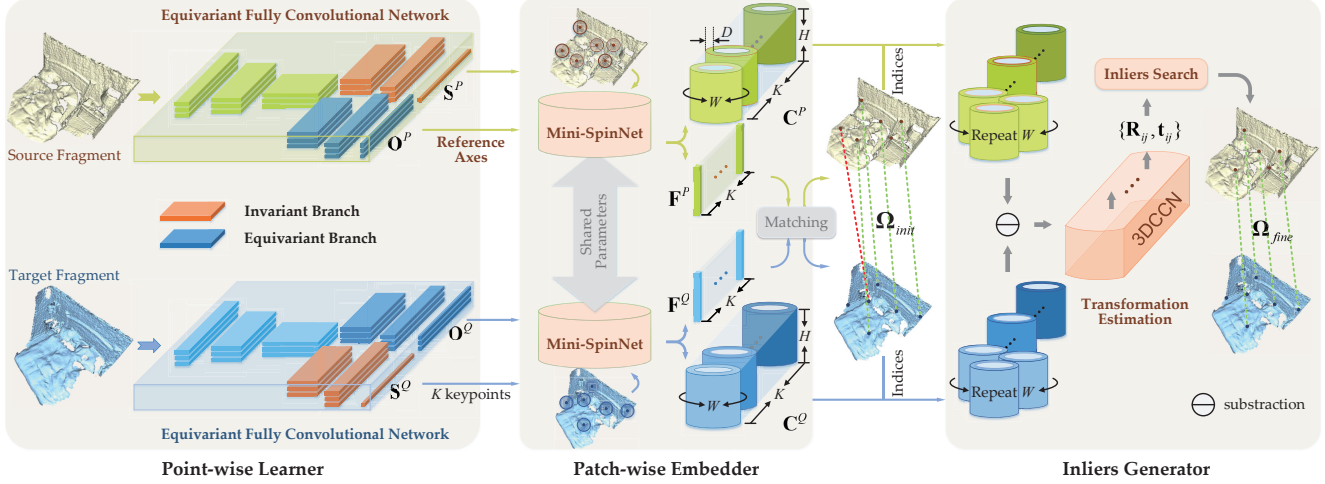 Equivariant Fully Convolutional Network
Source Fragment
S^P
O^P
Reference
Axes
Invariant Branch
Equivariant Branch
Target Fragment
O^Q
S^Q
K keypoints
Equivariant Fully Convolutional Network
Point-wise Learner
Mini-SpinNet
Shared
Parameters
Mini-SpinNet
D
H
W
K
C^P
F^P
K
Matching
F^Q
K
H
W
K
C^Q
Patch-wise Embedder
Indices
Ω_init
Indices
Repeat W
Inliers Search
{R_ij, t_ij}
3DCCN
Transformation
Estimation
Ω_fine
Repeat W
substraction
Inliers Generator